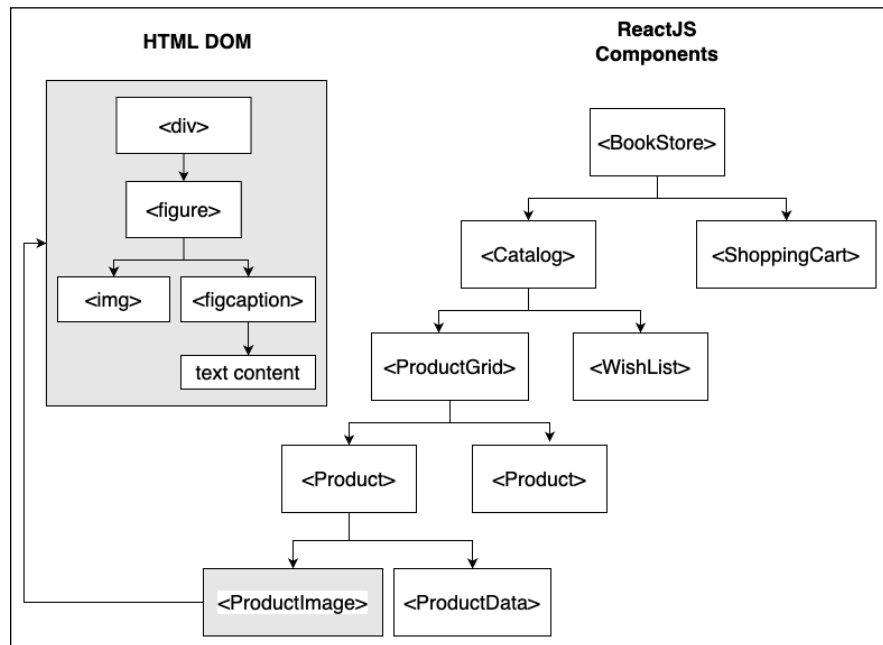 HTML DOM
ReactJS
Components
<div>
<figure>
<img>
<figcaption>
text content
<BookStore>
<Catalog>
<ShoppingCart>
<ProductGrid>
<WishList>
<Product>
<Product>
<ProductImage>
<ProductData>